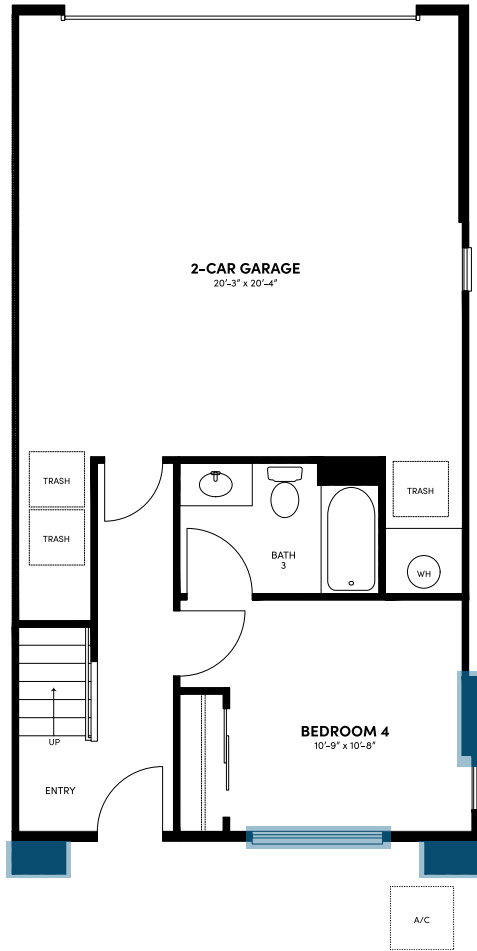 2-CAR GARAGE
20'-3" x 20'-4"
TRASH
TRASH
TRASH
BATH
3
WH
BEDROOM 4
10'-9" x 10'-8"
UP
ENTRY
A/C